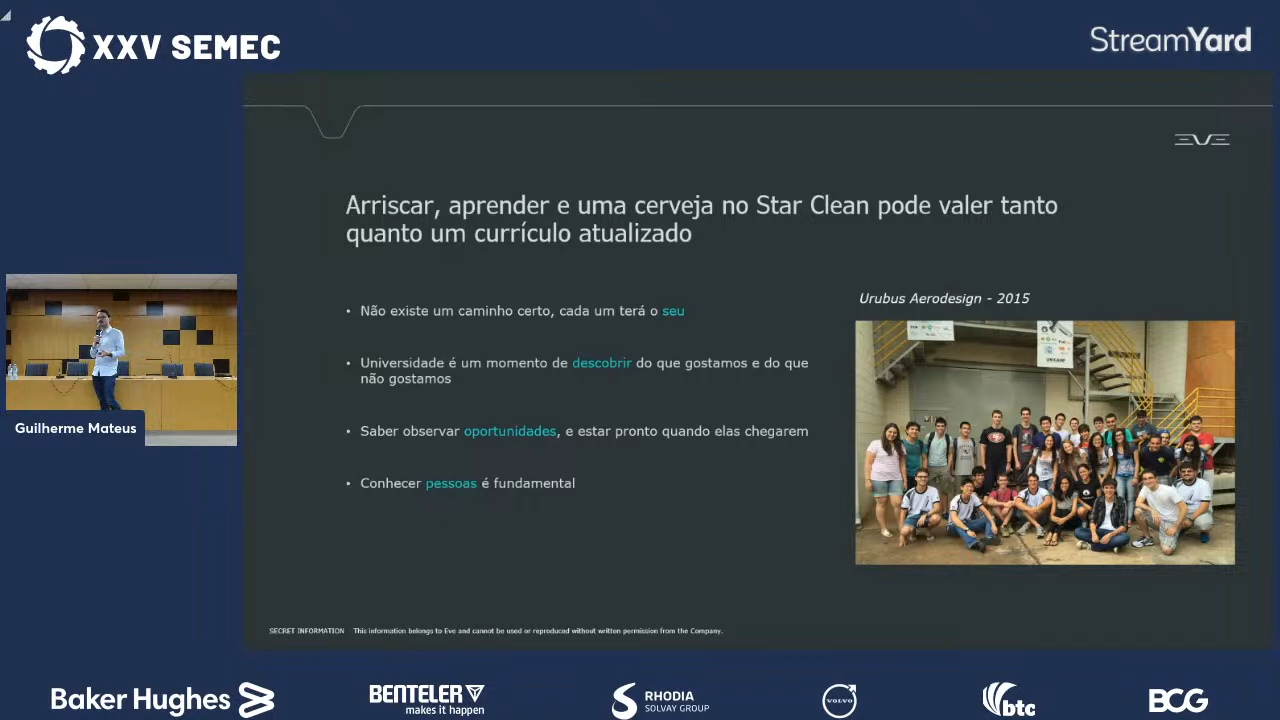 XXV SEMEC
StreamYard
EVE
Arriscar, aprender e uma cerveja no Star Clean pode valer tanto
quanto um currículo atualizado
• Não existe um caminho certo, cada um terá o seu
• Universidade é um momento de descobrir do que gostamos e do que
não gostamos
• Saber observar oportunidades, e estar pronto quando elas chegarem
• Conhecer pessoas é fundamental
Urubus Aerodesign - 2015
Guilherme Mateus
SECRET INFORMATION This information belongs to Eve and cannot be used or reproduced without written permission from the Company.
Baker Hughes
BENTELER
makes it happen
RHODIA
SOLVAY GROUP
VOLVO
btc
BCG